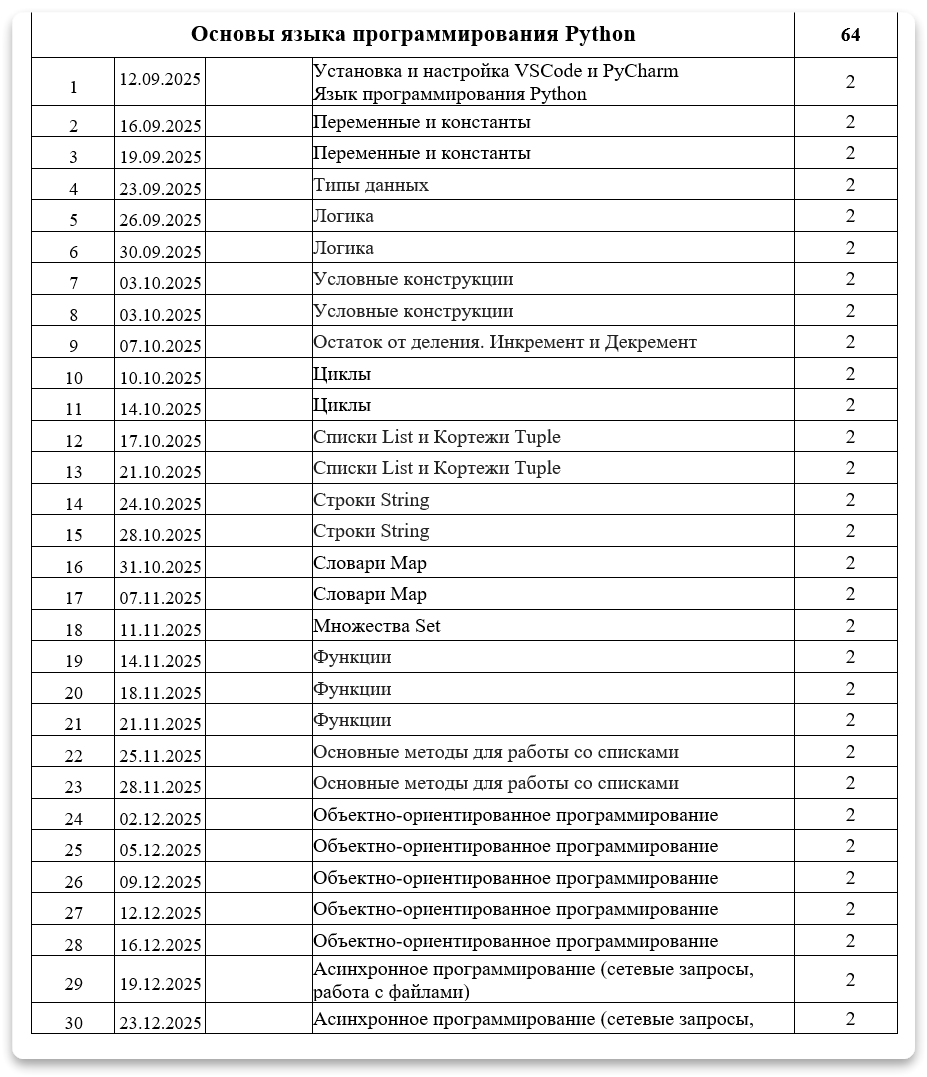 Основы языка программирования Python 64
1 12.09.2025 Установка и настройка VSCode и PyCharm 2
Язык программирования Python
2 16.09.2025 Переменные и константы 2
3 19.09.2025 Переменные и константы 2
4 23.09.2025 Типы данных 2
5 26.09.2025 Логика 2
6 30.09.2025 Логика 2
7 03.10.2025 Условные конструкции 2
8 03.10.2025 Условные конструкции 2
9 07.10.2025 Остаток от деления. Инкремент и Декремент 2
10 10.10.2025 Циклы 2
11 14.10.2025 Циклы 2
12 17.10.2025 Списки List и Кортежи Tuple 2
13 21.10.2025 Списки List и Кортежи Tuple 2
14 24.10.2025 Строки String 2
15 28.10.2025 Строки String 2
16 31.10.2025 Словари Map 2
17 07.11.2025 Словари Map 2
18 11.11.2025 Множества Set 2
19 14.11.2025 Функции 2
20 18.11.2025 Функции 2
21 21.11.2025 Функции 2
22 25.11.2025 Основные методы для работы со списками 2
23 28.11.2025 Основные методы для работы со списками 2
24 02.12.2025 Объектно-ориентированное программирование 2
25 05.12.2025 Объектно-ориентированное программирование 2
26 09.12.2025 Объектно-ориентированное программирование 2
27 12.12.2025 Объектно-ориентированное программирование 2
28 16.12.2025 Объектно-ориентированное программирование 2
29 19.12.2025 Асинхронное программирование (сетевые запросы, 2
работа с файлами)
30 23.12.2025 Асинхронное программирование (сетевые запросы, 2